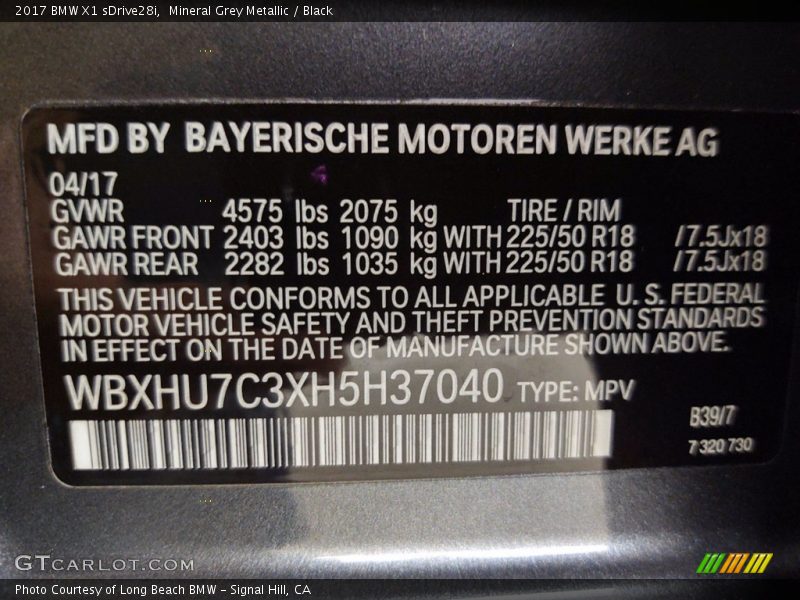 2017 BMW X1 sDrive28i,  Mineral Grey Metallic / Black
MFD BY BAYERISCHE MOTOREN WERKE AG
04/17
GVWR 4575 lbs 2075 kg TIRE / RIM
GAWR FRONT 2403 lbs 1090 kg WITH 225/50 R18 /7.5Jx18
GAWR REAR 2282 lbs 1035 kg WITH 225/50 R18 /7.5Jx18
THIS VEHICLE CONFORMS TO ALL APPLICABLE U. S. FEDERAL
MOTOR VEHICLE SAFETY AND THEFT PREVENTION STANDARDS
IN EFFECT ON THE DATE OF MANUFACTURE SHOWN ABOVE.
WBXHU7C3XH5H37040 TYPE: MPV
B39/7
7 320 730
GTCARLOT.COM
Photo Courtesy of Long Beach BMW - Signal Hill, CA